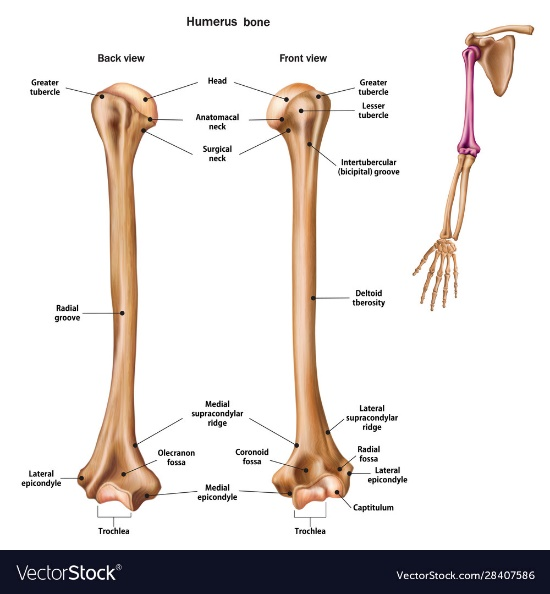 Humerus bone
Back view
Front view
Greater
tubercle
Head
Anatomacal
neck
Surgical
neck
Greater
tubercle
Lesser
tubercle
Intertubercular
(bicipital) groove
Radial
groove
Deltoid
tberosity
Medial
supracondylar
ridge
Lateral
supracondylar
ridge
Olecranon
fossa
Coronoid
fossa
Radial
fossa
Lateral
epicondyle
Medial
epicondyle
Lateral
epicondyle
Captitulum
Trochlea
Trochlea
VectorStock®
VectorStock.com/28407586